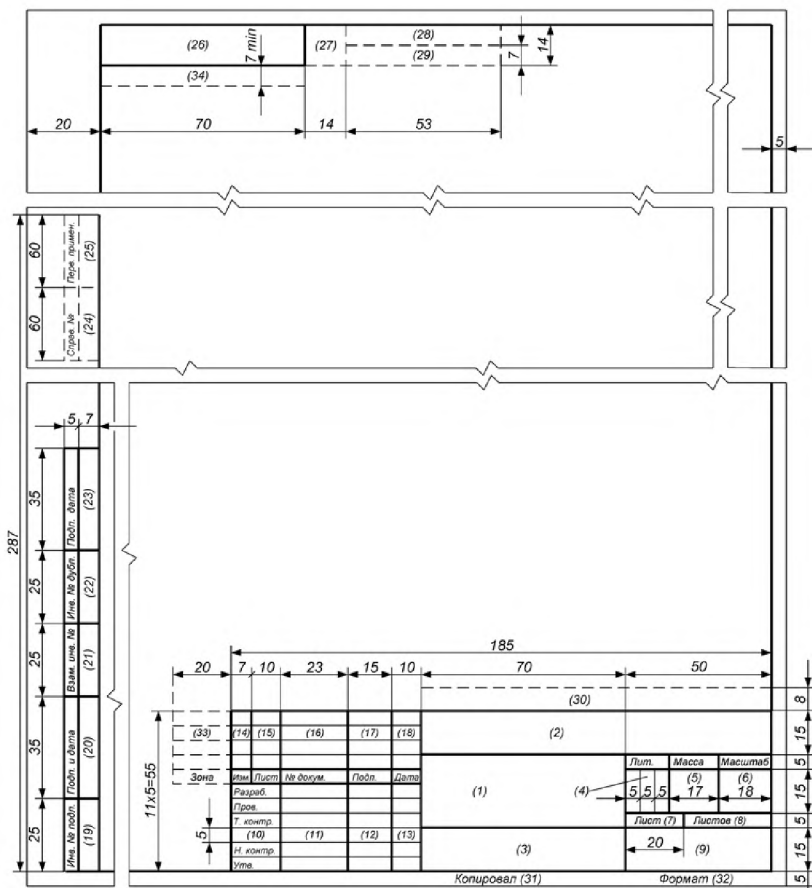 (26) (27) (28)
7 min 7 14
(34) (29)
20 70 14 53 5
60 Перв. примен. (25)
60 Справ. № (24)
287
5 7
35 Подп. дата (23)
25 Инв. № дубл. (22)
25 Взам. инв. № (21)
35 Подп. и дата (20)
25 Инв. № подл. (19)
185
20 7 10 23 15 10 70 50
(30) 8
(33) (14) (15) (16) (17) (18) (2) 15
Лит. Масса Масштаб 5
Зона Изм. Лист № докум. Подп. Дата
11x5=55
(1) (4) (5) (6) 15
5 5 5 17 18
Разраб.
Пров.
Т. контр. Лист (7) Листов (8) 5
5 (10) (11) (12) (13)
20
Н. контр. (3) (9) 15
Утв.
Копировал (31) Формат (32) 5